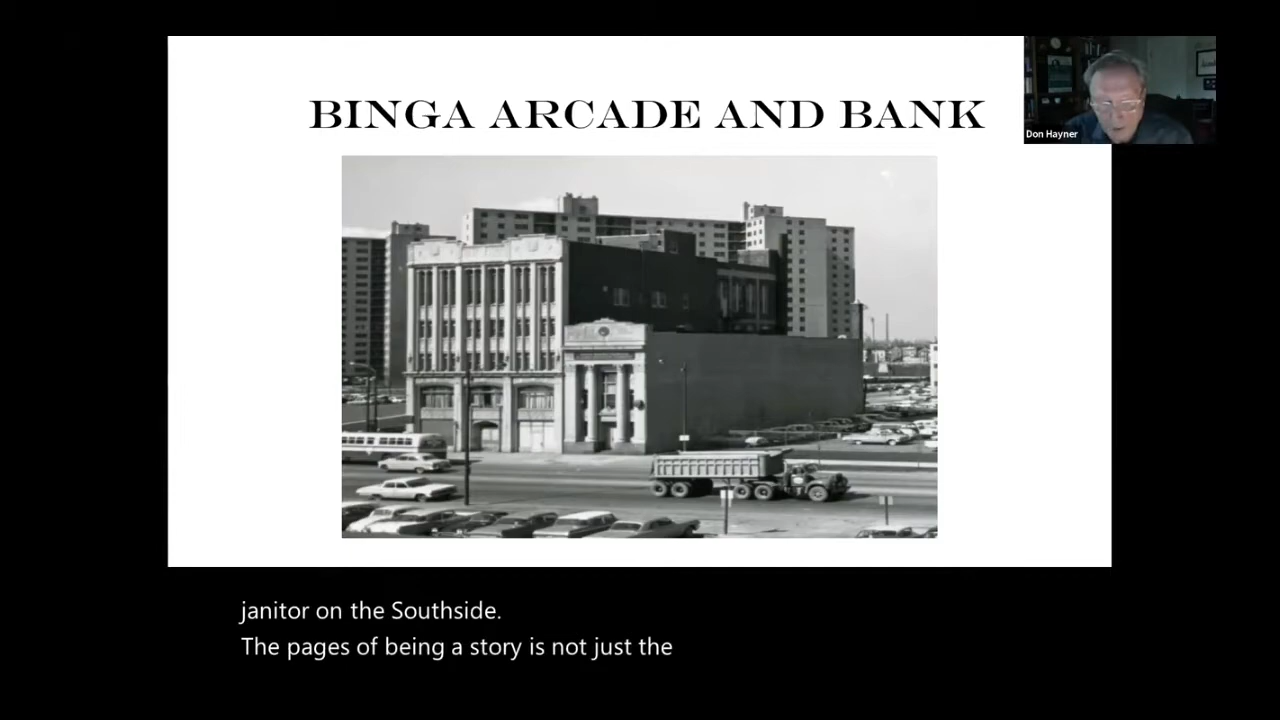 BINGA ARCADE AND BANK
Don Hayner
janitor on the Southside.
The pages of being a story is not just the